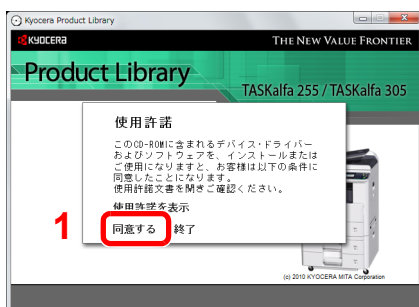 Kyocera Product Library
KYOCERA
THE NEW VALUE FRONTIER
Product Library
TASKalfa 255 / TASKalfa 305
使用許諾
このCD-ROMに含まれるデバイス・ドライバー
およびソフトウェアを、インストールまたは
ご使用になりますと、お客様は以下の条件に
同意したことになります。
使用許諾文書を開きご確認ください。
使用許諾を表示
1
同意する 終了
(c) 2010 KYOCERA MITA Corporation